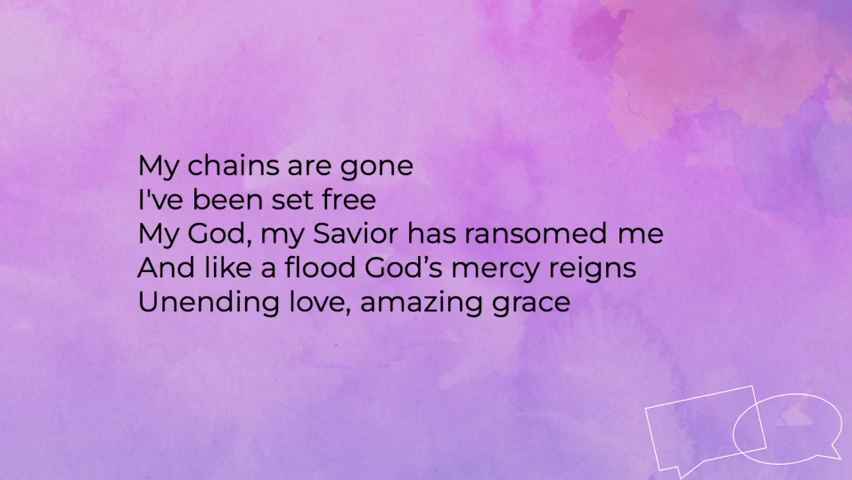 My chains are gone
I've been set free
My God, my Savior has ransomed me
And like a flood God’s mercy reigns
Unending love, amazing grace